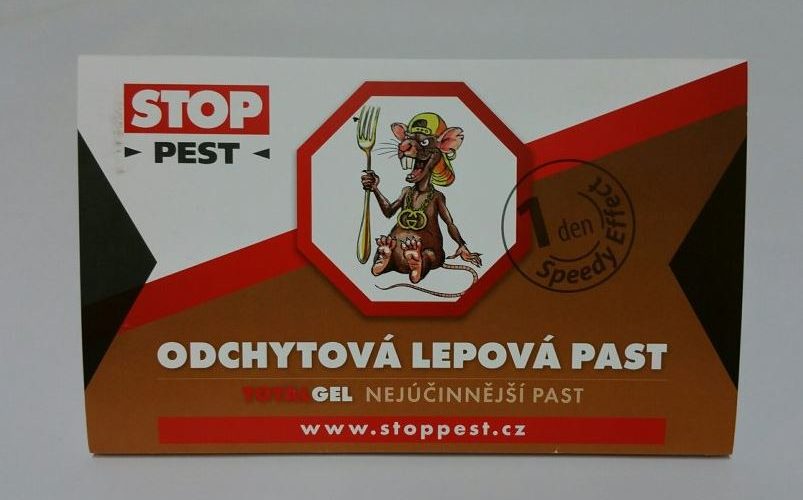 STOP
PEST
1 den
Speedy Effect
ODCHYTOVÁ LEPOVÁ PAST
TOTALGEL NEJÚČINNĚJŠÍ PAST
www.stoppest.cz